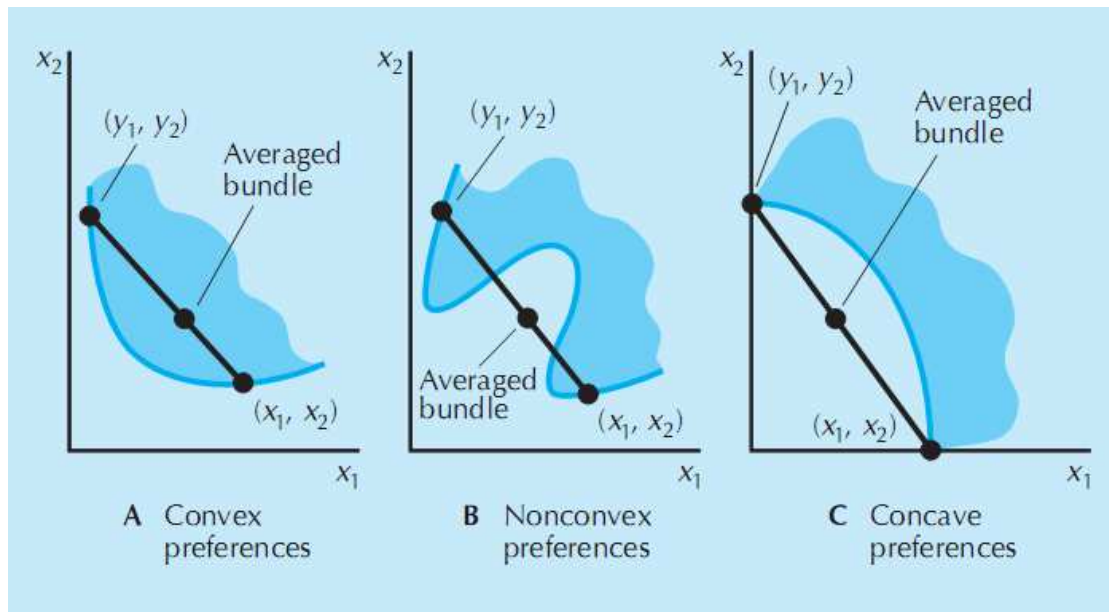 x₂
(y₁, y₂)
Averaged
bundle
(x₁, x₂)
x₁
A Convex
preferences
x₂
(y₁, y₂)
Averaged
bundle
(x₁, x₂)
x₁
B Nonconvex
preferences
x₂
(y₁, y₂)
Averaged
bundle
(x₁, x₂)
x₁
C Concave
preferences